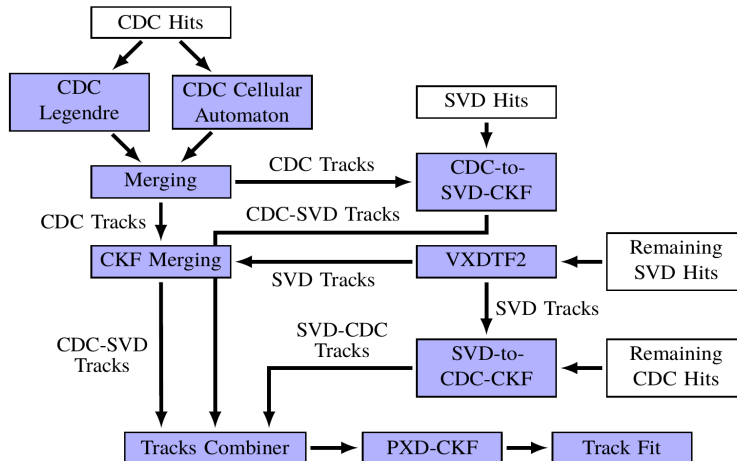 CDC Hits
CDC
Legendre
CDC Cellular
Automaton
SVD Hits
Merging
CDC Tracks
CDC-to-
SVD-CKF
CDC Tracks
CDC-SVD Tracks
CKF Merging
SVD Tracks
VXDTF2
Remaining
SVD Hits
SVD Tracks
CDC-SVD
Tracks
SVD-CDC
Tracks
SVD-to-
CDC-CKF
Remaining
CDC Hits
Tracks Combiner
PXD-CKF
Track Fit